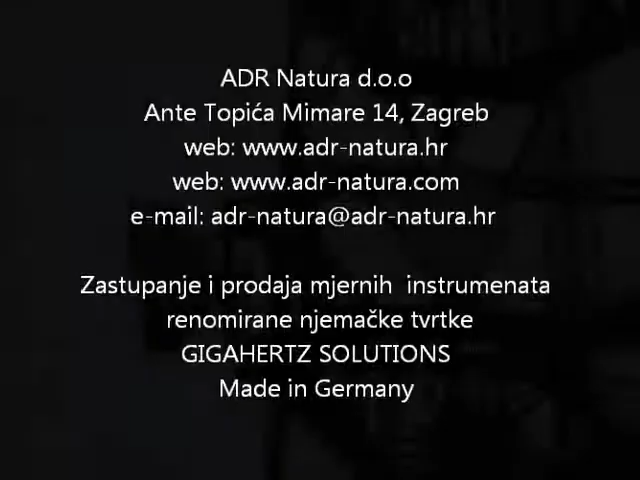 ADR Natura d.o.o
Ante Topića Mimare 14, Zagreb
web: www.adr-natura.hr
web: www.adr-natura.com
e-mail: adr-natura@adr-natura.hr
Zastupanje i prodaja mjernih  instrumenata
renomirane njemačke tvrtke
GIGAHERTZ SOLUTIONS
Made in Germany